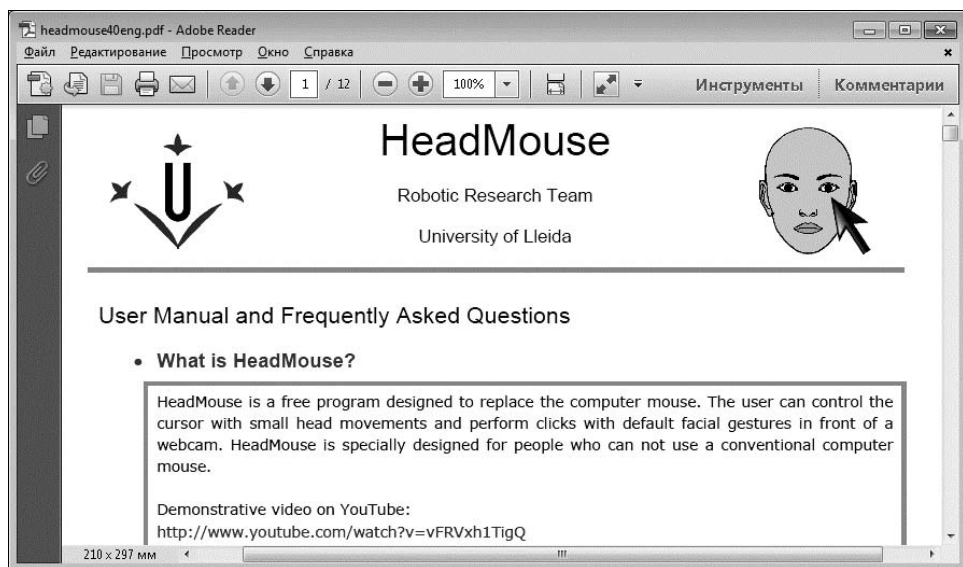 headmouse40eng.pdf - Adobe Reader
Файл Редактирование Просмотр Окно Справка
1 / 12 100% Инструменты Комментарии
HeadMouse
Robotic Research Team
University of Lleida
U
User Manual and Frequently Asked Questions
• What is HeadMouse?
HeadMouse is a free program designed to replace the computer mouse. The user can control the
cursor with small head movements and perform clicks with default facial gestures in front of a
webcam. HeadMouse is specially designed for people who can not use a conventional computer
mouse.
Demonstrative video on YouTube:
http://www.youtube.com/watch?v=vFRVxh1TigQ
210 x 297 мм